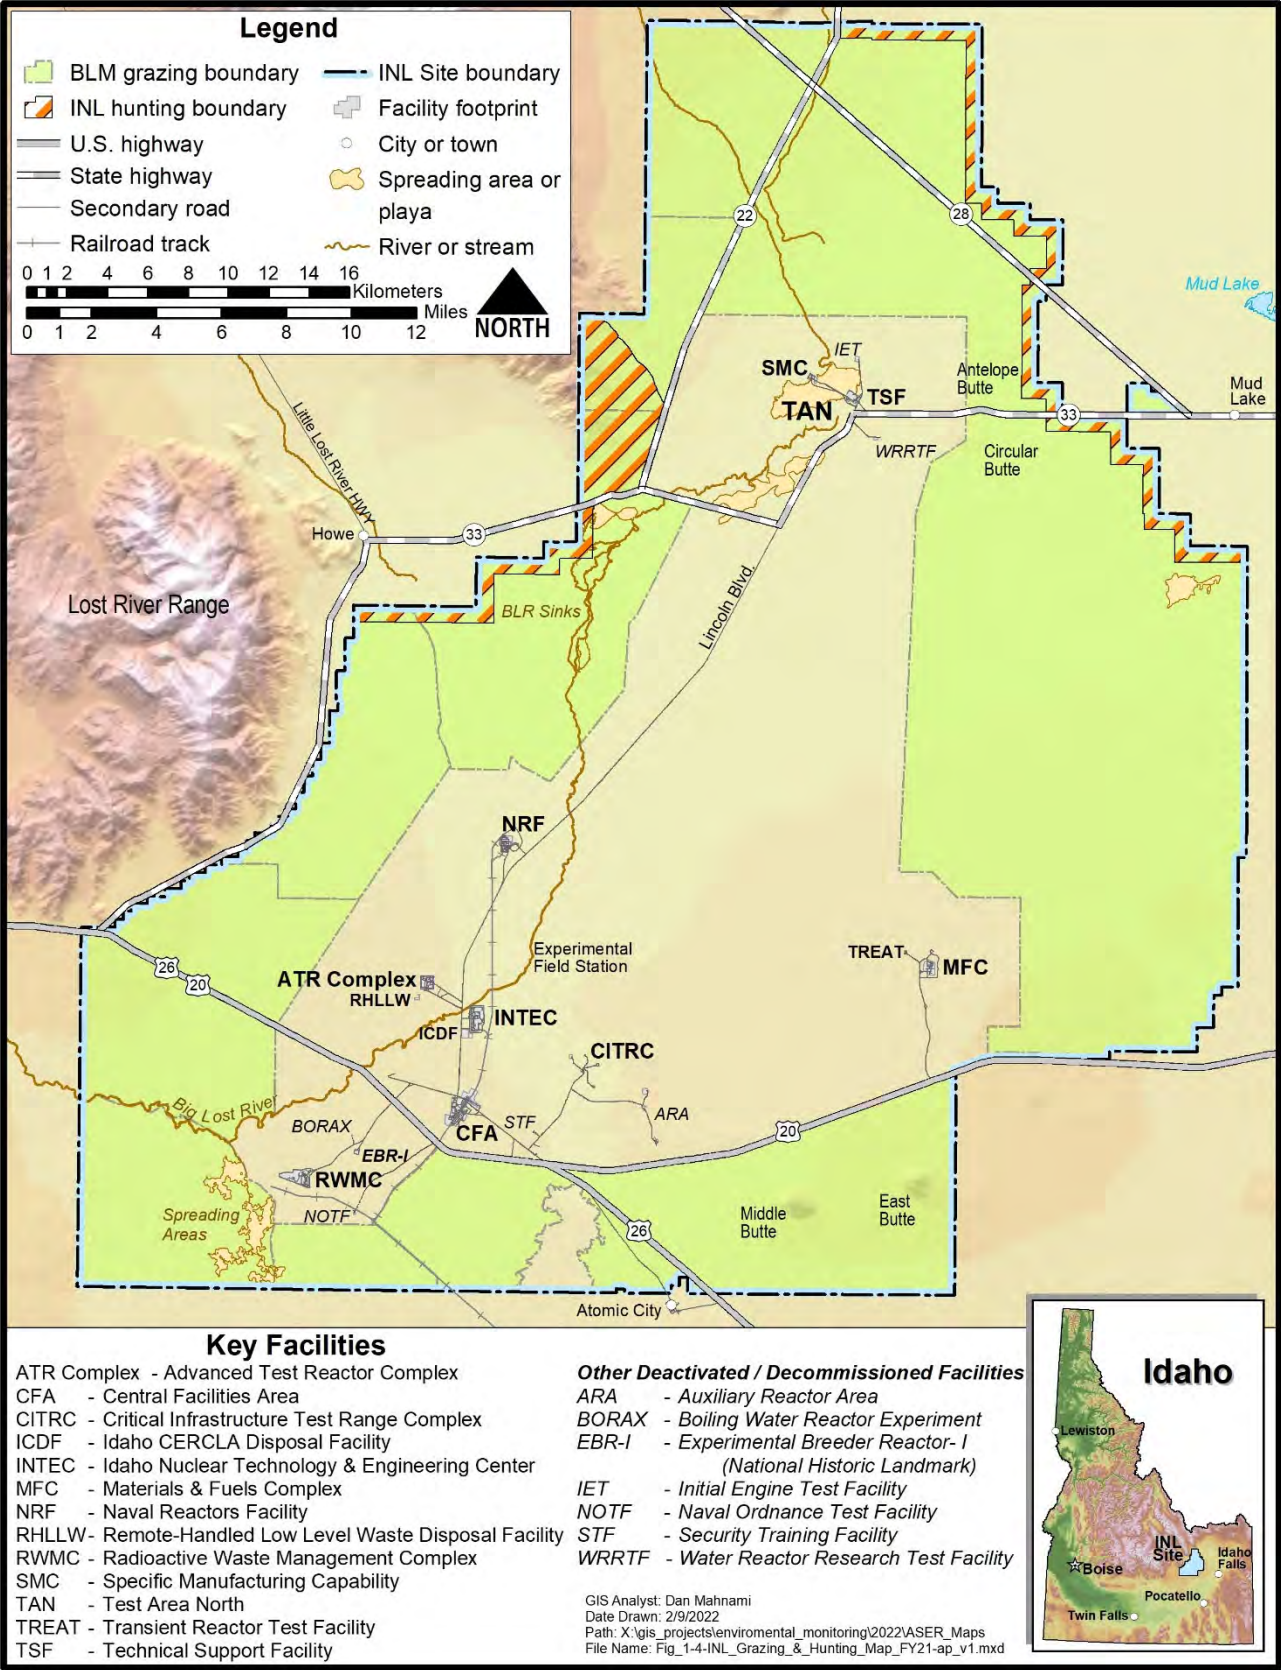 Legend
BLM grazing boundary
INL hunting boundary
U.S. highway
State highway
Secondary road
Railroad track
INL Site boundary
Facility footprint
City or town
Spreading area or
playa
River or stream
0 1 2 4 6 8 10 12 14 16
Kilometers
Miles
0 1 2 4 6 8 10 12
NORTH
22
28
Mud Lake
IET
SMC
TSF
TAN
Antelope
Butte
Mud
Lake
33
WRRTF
Circular
Butte
Little Lost River HWY
Howe
33
Lost River Range
BLR Sinks
Lincoln Blvd.
NRF
Experimental
Field Station
TREAT
MFC
26
20
ATR Complex
RHLLW
INTEC
ICDF
CITRC
Big Lost River
BORAX
STF
ARA
CFA
20
EBR-I
RWMC
NOTF
Spreading
Areas
26
Middle
Butte
East
Butte
Atomic City
Key Facilities
ATR Complex - Advanced Test Reactor Complex
CFA - Central Facilities Area
CITRC - Critical Infrastructure Test Range Complex
ICDF - Idaho CERCLA Disposal Facility
INTEC - Idaho Nuclear Technology & Engineering Center
MFC - Materials & Fuels Complex
NRF - Naval Reactors Facility
RHLLW- Remote-Handled Low Level Waste Disposal Facility
RWMC - Radioactive Waste Management Complex
SMC - Specific Manufacturing Capability
TAN - Test Area North
TREAT - Transient Reactor Test Facility
TSF - Technical Support Facility
Other Deactivated / Decommissioned Facilities
ARA - Auxiliary Reactor Area
BORAX - Boiling Water Reactor Experiment
EBR-I - Experimental Breeder Reactor- I
(National Historic Landmark)
IET - Initial Engine Test Facility
NOTF - Naval Ordnance Test Facility
STF - Security Training Facility
WRRTF - Water Reactor Research Test Facility
GIS Analyst: Dan Mahnami
Date Drawn: 2/9/2022
Path: X:\gis_projects\enviromental_monitoring\2022\ASER_Maps
File Name: Fig_1-4-INL_Grazing_&_Hunting_Map_FY21-ap_v1.mxd
Idaho
Lewiston
INL
Site
Idaho
Falls
Boise
Pocatello
Twin Falls